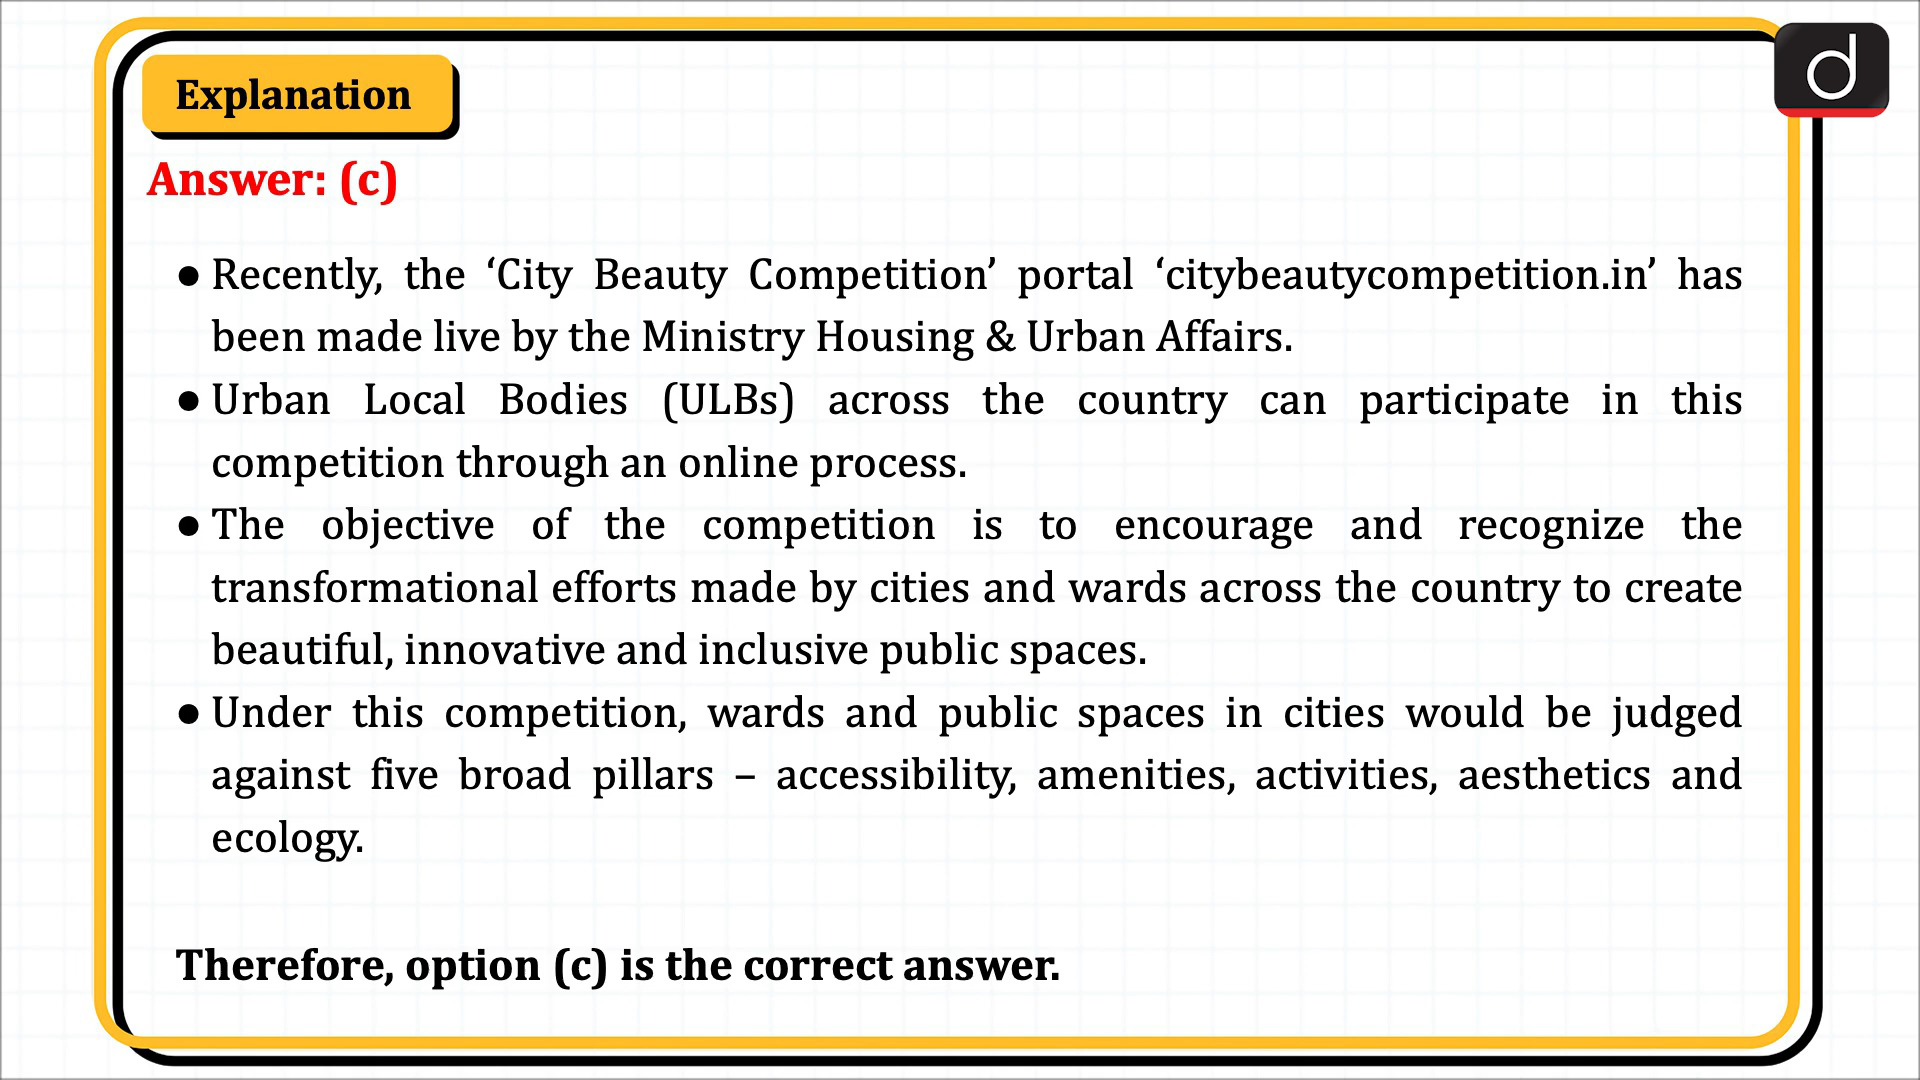 Explanation
d
Answer: (c)
● Recently, the ‘City Beauty Competition’ portal ‘citybeautycompetition.in’ has
been made live by the Ministry Housing & Urban Affairs.
● Urban Local Bodies (ULBs) across the country can participate in this
competition through an online process.
● The objective of the competition is to encourage and recognize the
transformational efforts made by cities and wards across the country to create
beautiful, innovative and inclusive public spaces.
● Under this competition, wards and public spaces in cities would be judged
against five broad pillars – accessibility, amenities, activities, aesthetics and
ecology.
Therefore, option (c) is the correct answer.